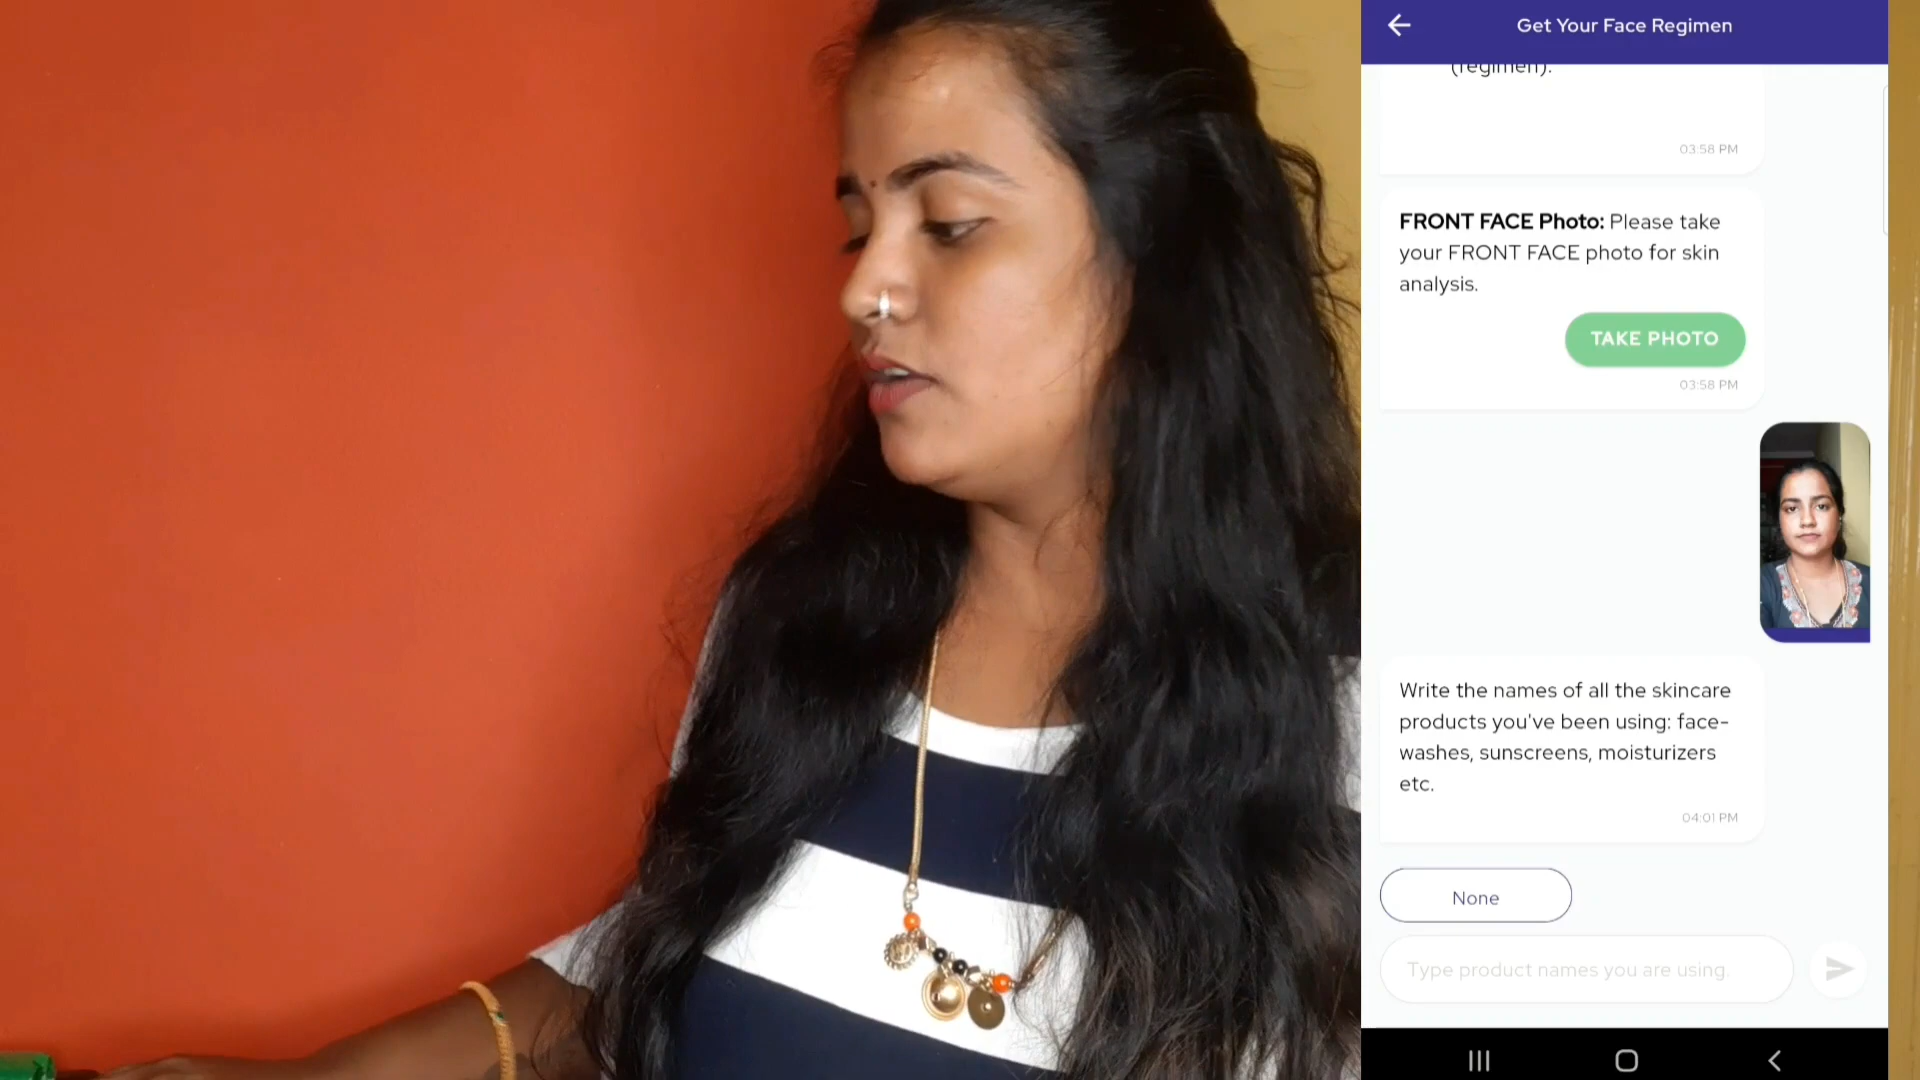 Get Your Face Regimen
(regimen).
03:58 PM
FRONT FACE Photo: Please take
your FRONT FACE photo for skin
analysis.
TAKE PHOTO
03:58 PM
Write the names of all the skincare
products you've been using: face-
washes, sunscreens, moisturizers
etc.
04:01 PM
None
Type product names you are using.